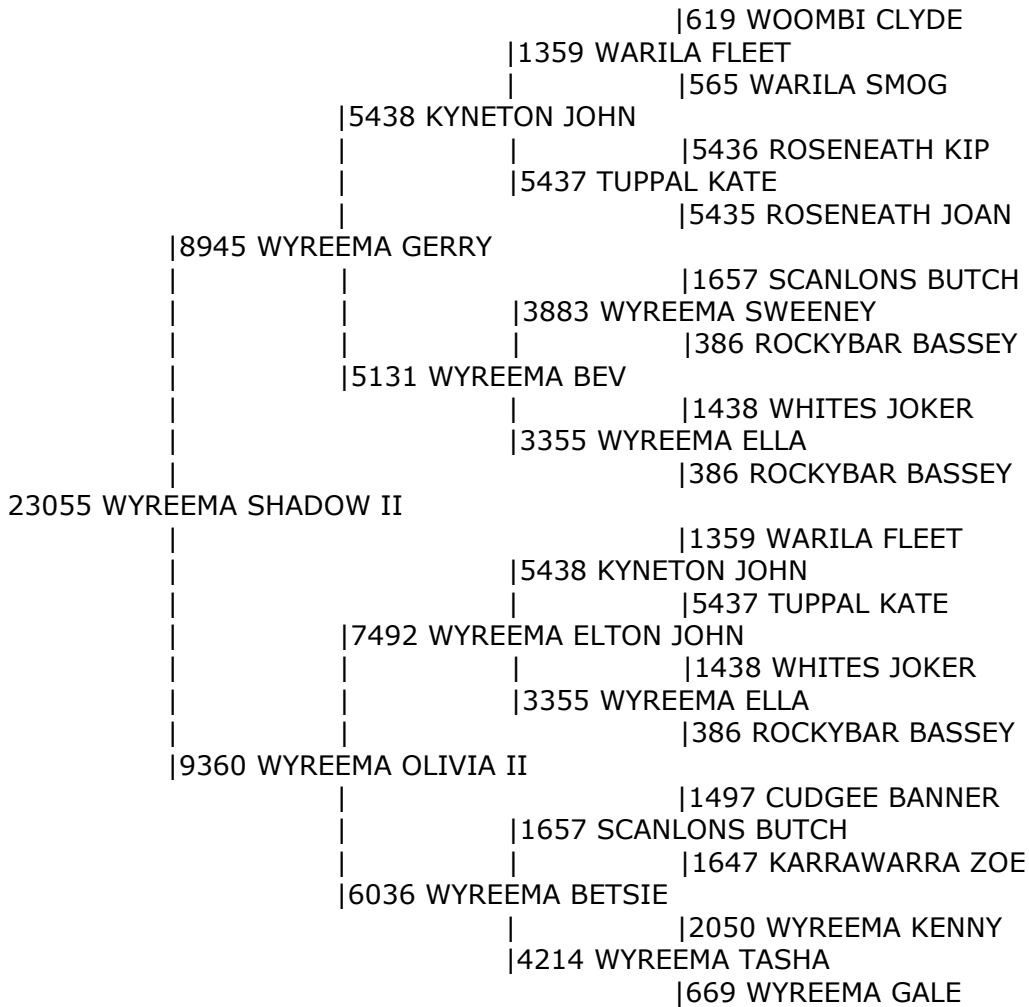 |619 WOOMBI CLYDE
|1359 WARILA FLEET
| |565 WARILA SMOG
|5438 KYNETON JOHN
| | |5436 ROSENEATH KIP
| |5437 TUPPAL KATE
| |5435 ROSENEATH JOAN
|8945 WYREEMA GERRY
| | |1657 SCANLONS BUTCH
| | |3883 WYREEMA SWEENEY
| | | |386 ROCKYBAR BASSEY
| |5131 WYREEMA BEV
| | |1438 WHITES JOKER
| |3355 WYREEMA ELLA
| |386 ROCKYBAR BASSEY
23055 WYREEMA SHADOW II
| |1359 WARILA FLEET
| |5438 KYNETON JOHN
| | |5437 TUPPAL KATE
| |7492 WYREEMA ELTON JOHN
| | | |1438 WHITES JOKER
| | |3355 WYREEMA ELLA
| | |386 ROCKYBAR BASSEY
|9360 WYREEMA OLIVIA II
| |1497 CUDGEE BANNER
| |1657 SCANLONS BUTCH
| | |1647 KARRAWARRA ZOE
|6036 WYREEMA BETSIE
| |2050 WYREEMA KENNY
|4214 WYREEMA TASHA
|669 WYREEMA GALE